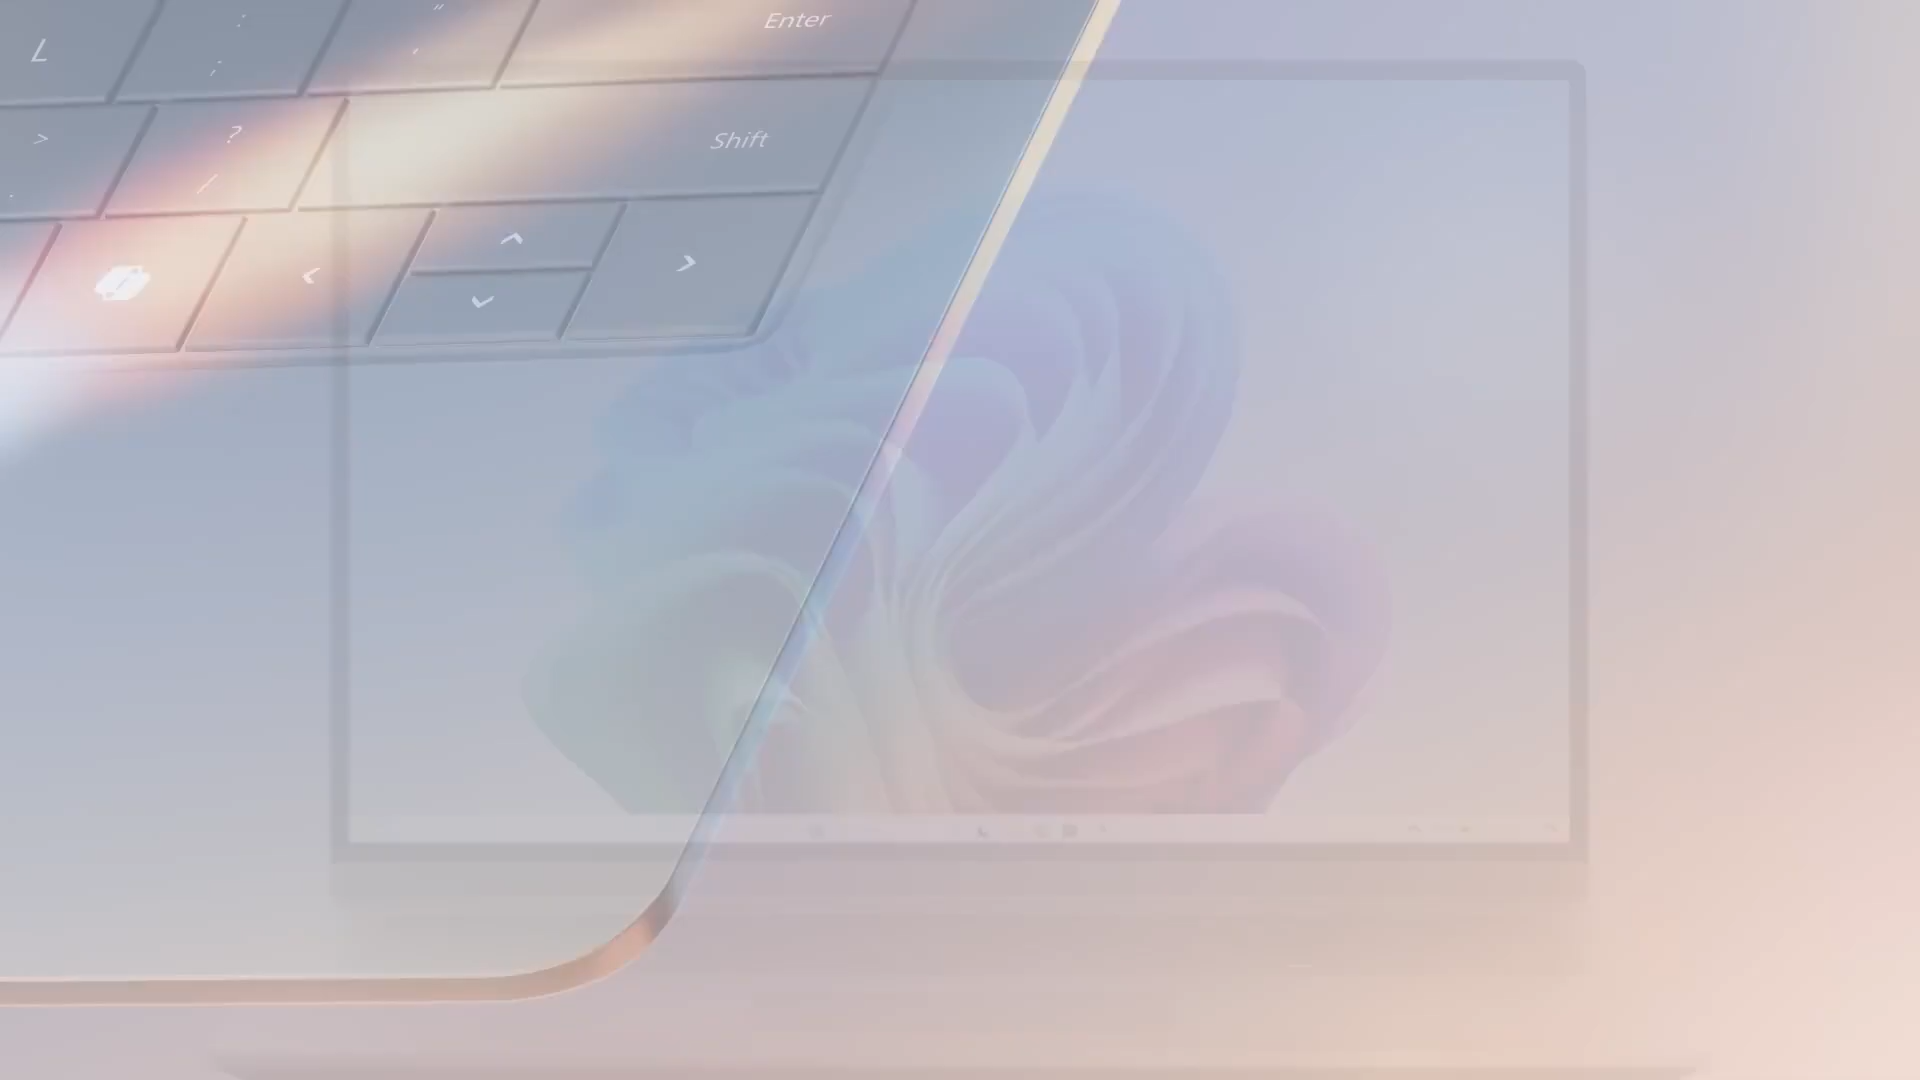 L : ; " ' Enter
> . ? / Shift
< ^ ⌄ >